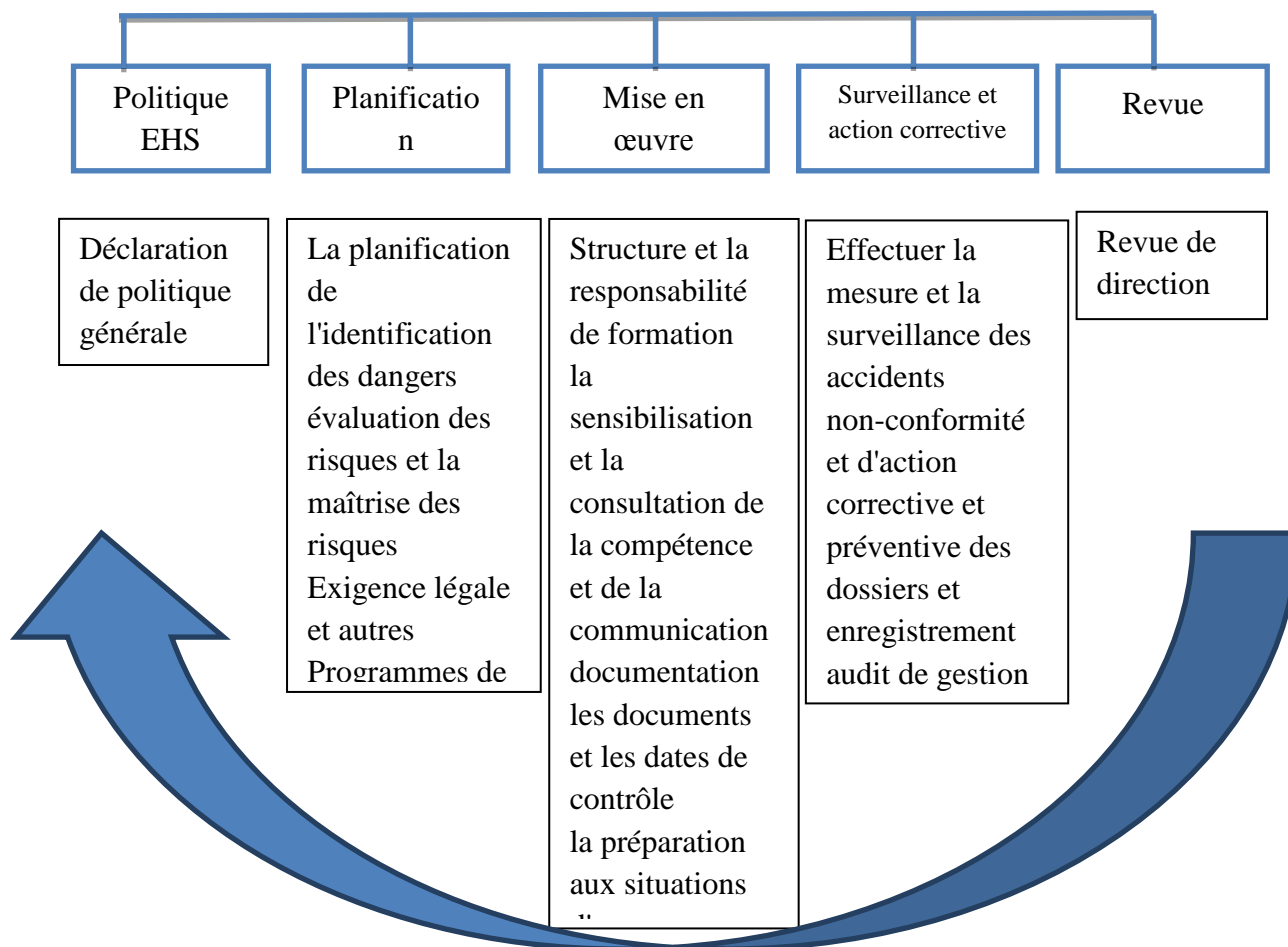 Politique
EHS
Planificatio
n
Mise en
œuvre
Surveillance et
action corrective
Revue
Déclaration
de politique
générale
La planification
de
l'identification
des dangers
évaluation des
risques et la
maîtrise des
risques
Exigence légale
et autres
Programmes de
Structure et la
responsabilité
de formation
la
sensibilisation
et la
consultation de
la compétence
et de la
communication
documentation
les documents
et les dates de
contrôle
la préparation
aux situations
Effectuer la
mesure et la
surveillance des
accidents
non-conformité
et d'action
corrective et
préventive des
dossiers et
enregistrement
audit de gestion
Revue de
direction